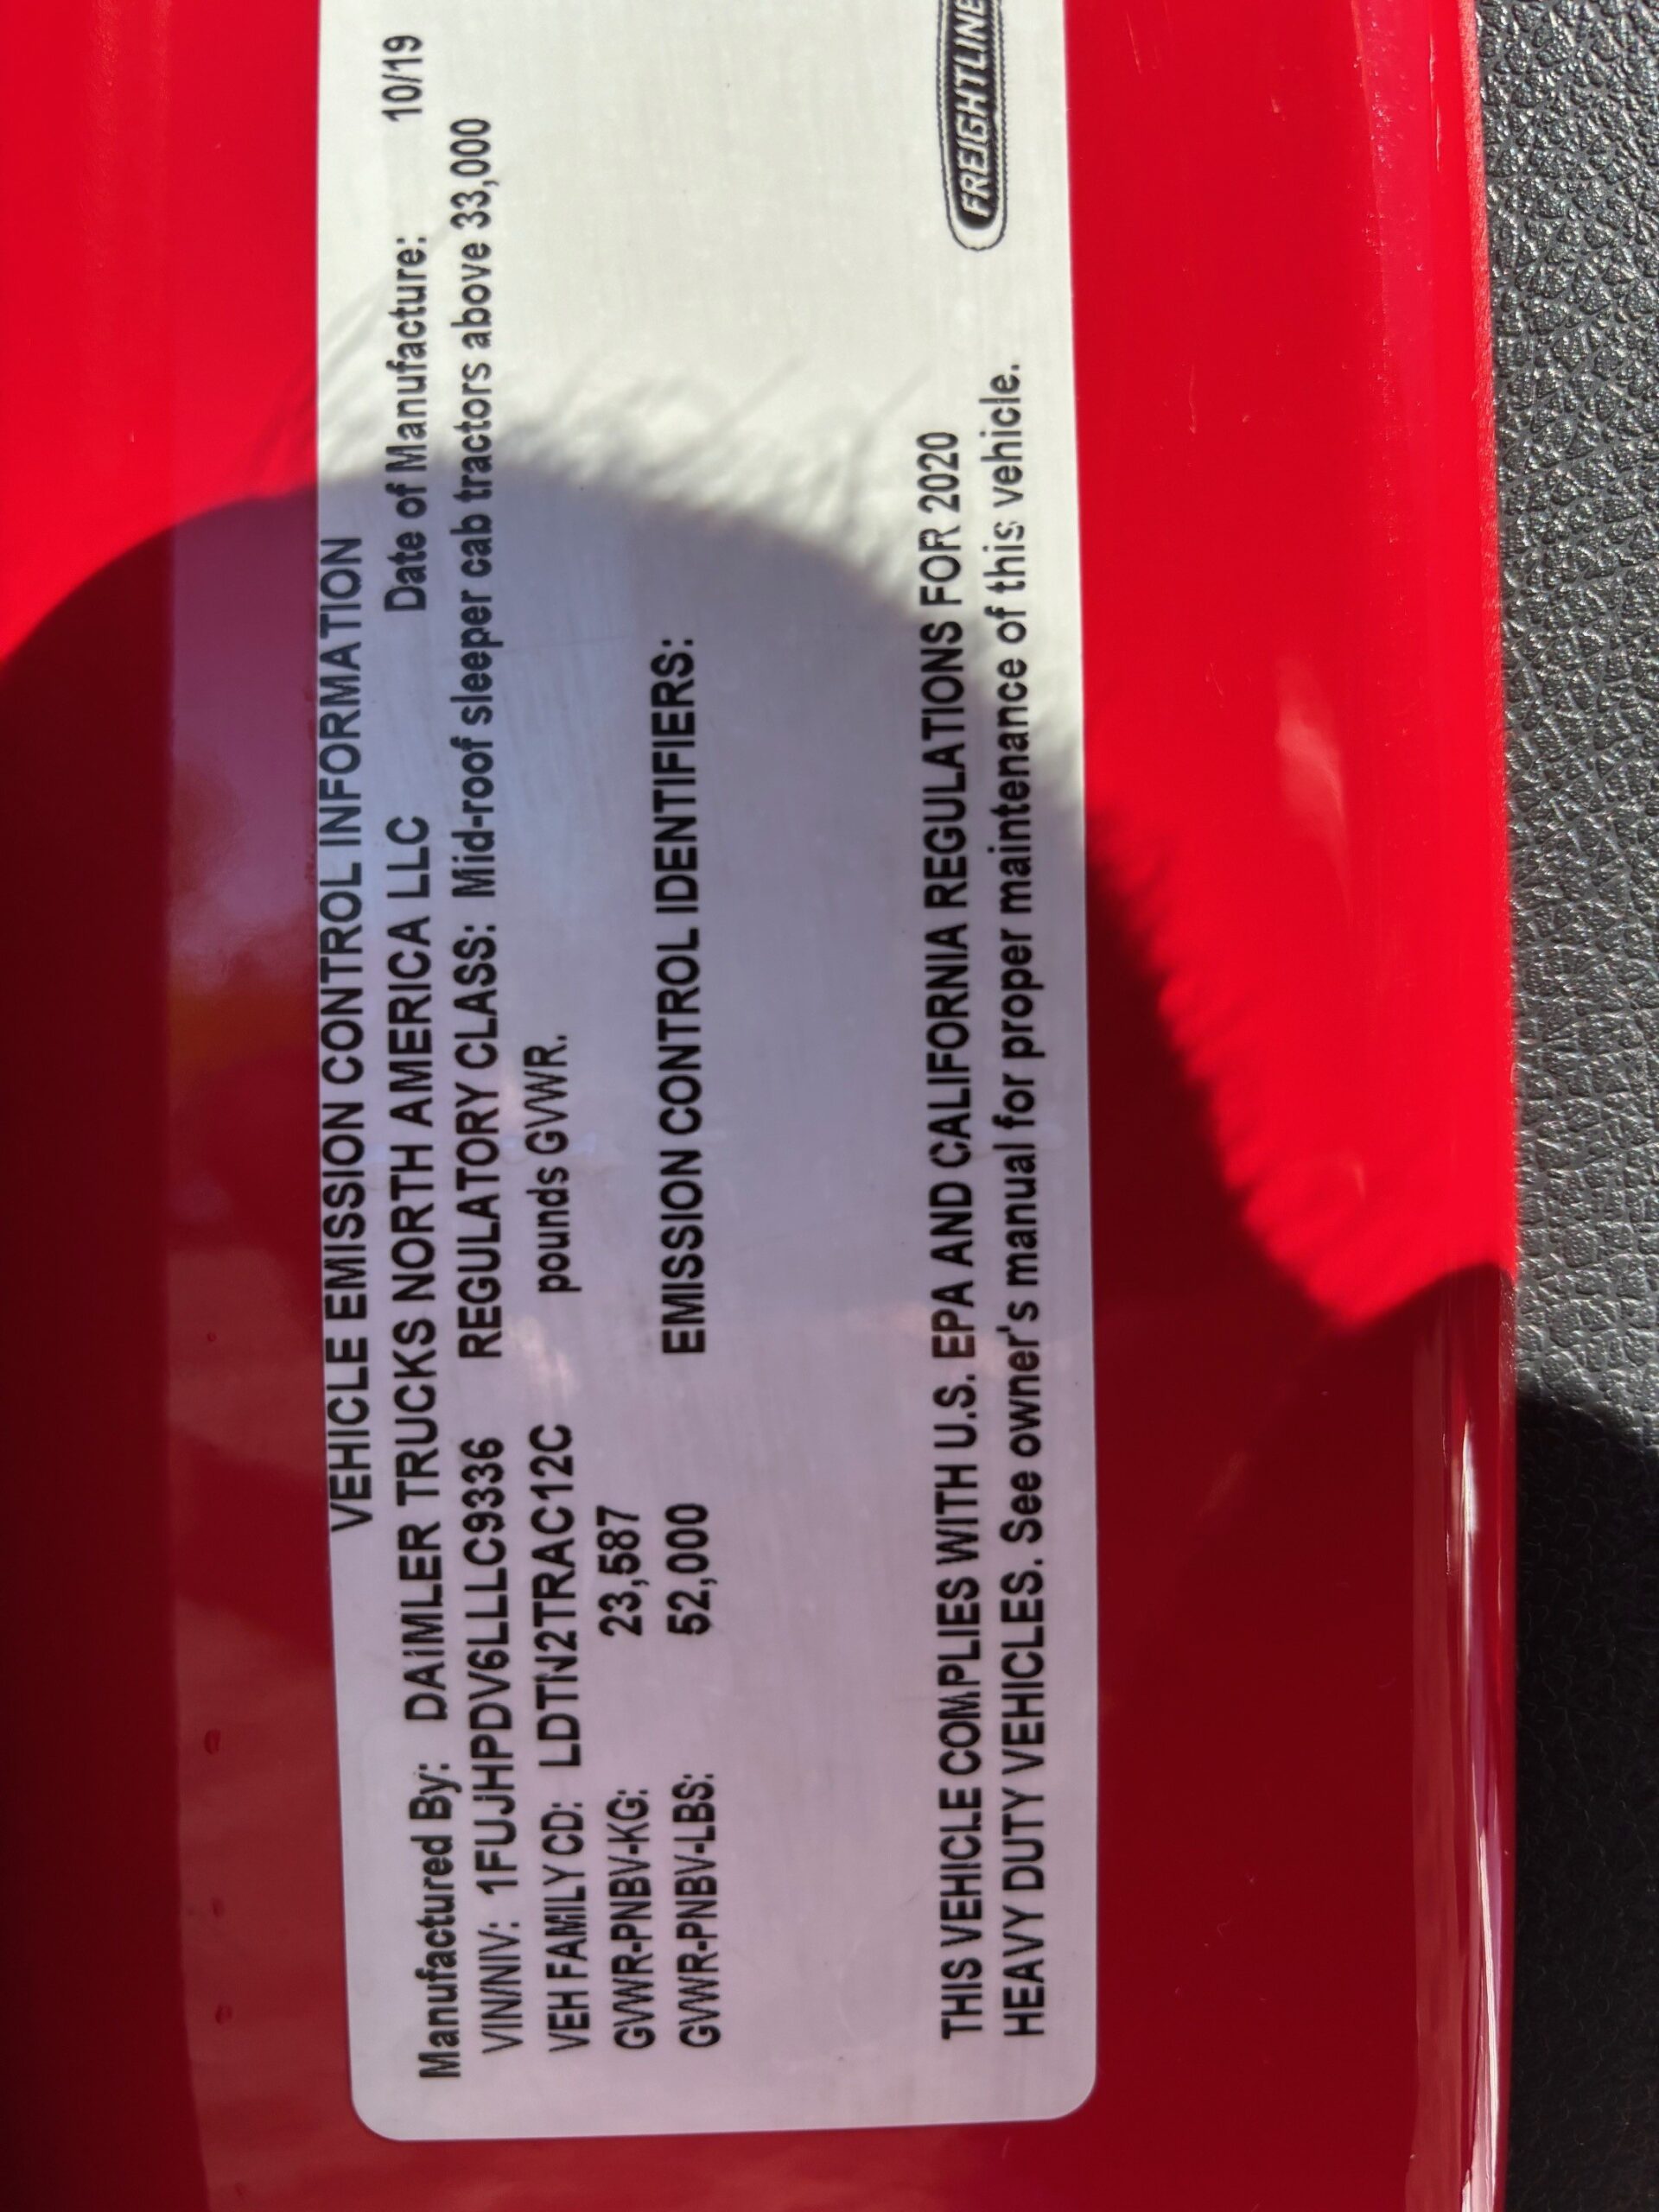 VEHICLE EMISSION CONTROL INFORMATION
Manufactured By: DAIMLER TRUCKS NORTH AMERICA LLC Date of Manufacture: 10/19
VIN/NIV: 1FUJHPDV6LLLC9336 REGULATORY CLASS: Mid-roof sleeper cab tractors above 33,000
VEH FAMILY CD: LDTN2TRAC12C pounds GVWR.
GVWR-PNBV-KG: 23,587
GVWR-PNBV-LBS: 52,000 EMISSION CONTROL IDENTIFIERS:
THIS VEHICLE COMPLIES WITH U.S. EPA AND CALIFORNIA REGULATIONS FOR 2020
HEAVY DUTY VEHICLES. See owner's manual for proper maintenance of this vehicle.
FREIGHTLINE